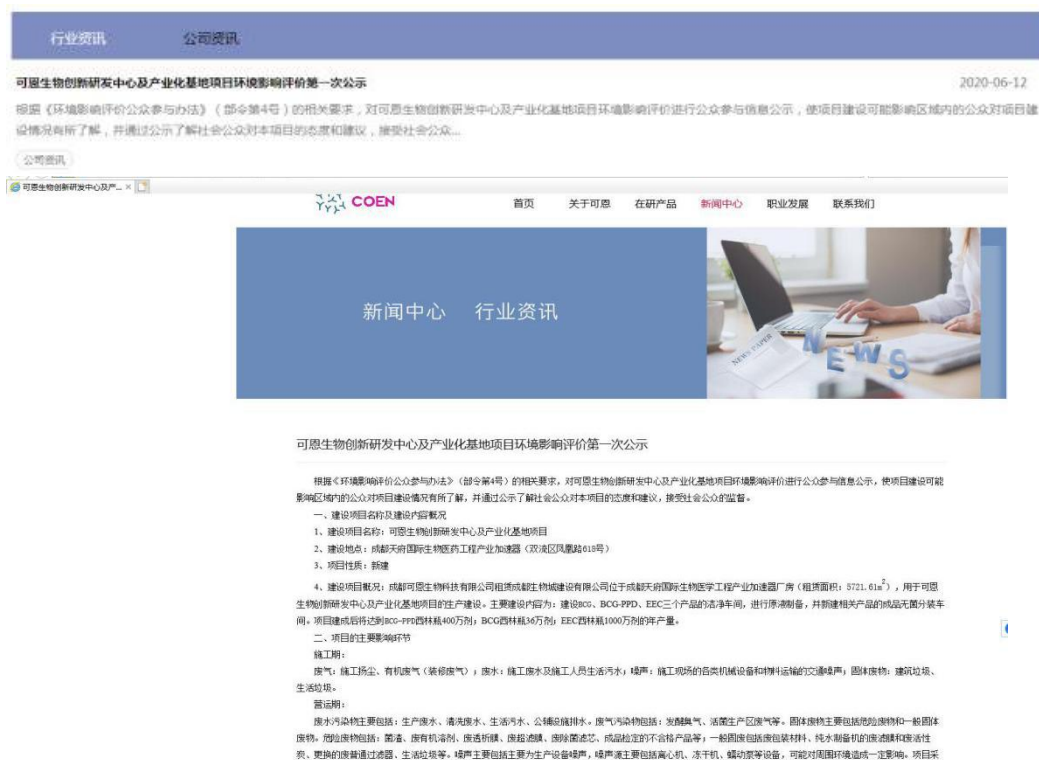 行业资讯 公司资讯
可恩生物创新研发中心及产业化基地项目环境影响评价第一次公示 2020-06-12
根据《环境影响评价公众参与办法》（部令第4号）的相关要求，对可恩生物创新研发中心及产业化基地项目环境影响评价进行公众参与信息公示，使项目建设可能影响区域内的公众对项目建
设情况有所了解，并通过公示了解社会公众对本项目的态度和建议，接受社会公众...
公司资讯
可恩生物创新研发中心及产... ×
COEN 首页 关于可恩 在研产品 新闻中心 职业发展 联系我们
新闻中心 行业资讯
NEWS PAPER
NEWS
可恩生物创新研发中心及产业化基地项目环境影响评价第一次公示
根据《环境影响评价公众参与办法》（部令第4号）的相关要求，对可恩生物创新研发中心及产业化基地项目环境影响评价进行公众参与信息公示，使项目建设可能
影响区域内的公众对项目建设情况有所了解，并通过公示了解社会公众对本项目的态度和建议，接受社会公众的监督。
一、建设项目名称及建设内容概况
1、建设项目名称：可恩生物创新研发中心及产业化基地项目
2、建设地点：成都天府国际生物医药工程产业加速器（双流区凤凰路618号）
3、项目性质：新建
4、建设项目概况：成都可恩生物科技有限公司租赁成都生物城建设有限公司位于成都天府国际生物医学工程产业加速器厂房（租赁面积：5721.61m²），用于可恩
生物创新研发中心及产业化基地项目的生产建设。主要建设内容为：建设BCG、BCG-PPD、EEC三个产品的洁净车间，进行原液制备，并新建相关产品的成品无菌分装车
间。项目建成后将达到BCG-PPD西林瓶400万剂；BCG西林瓶36万剂；EEC西林瓶1000万剂的年产量。
二、项目的主要影响环节
施工期：
废气：施工扬尘、有机废气（装修废气）；废水：施工废水及施工人员生活污水；噪声：施工现场的各类机械设备和物料运输的交通噪声；固体废物：建筑垃圾、
生活垃圾。
营运期：
废水污染物主要包括：生产废水、清洗废水、生活污水、公辅设施排水。废气污染物包括：发酵臭气、活菌生产区废气等。固体废物主要包括危险废物和一般固体
废物。危险废物包括：菌渣、废有机溶剂、废透析膜、废超滤膜、废除菌滤芯、成品检定的不合格产品等；一般固废包括废包装材料、纯水制备机的废滤膜和废活性
炭、更换的废普通过滤器、生活垃圾等。噪声主要包括主要为生产设备噪声，噪声源主要包括离心机、冻干机、蠕动泵等设备，可能对周围环境造成一定影响。项目采